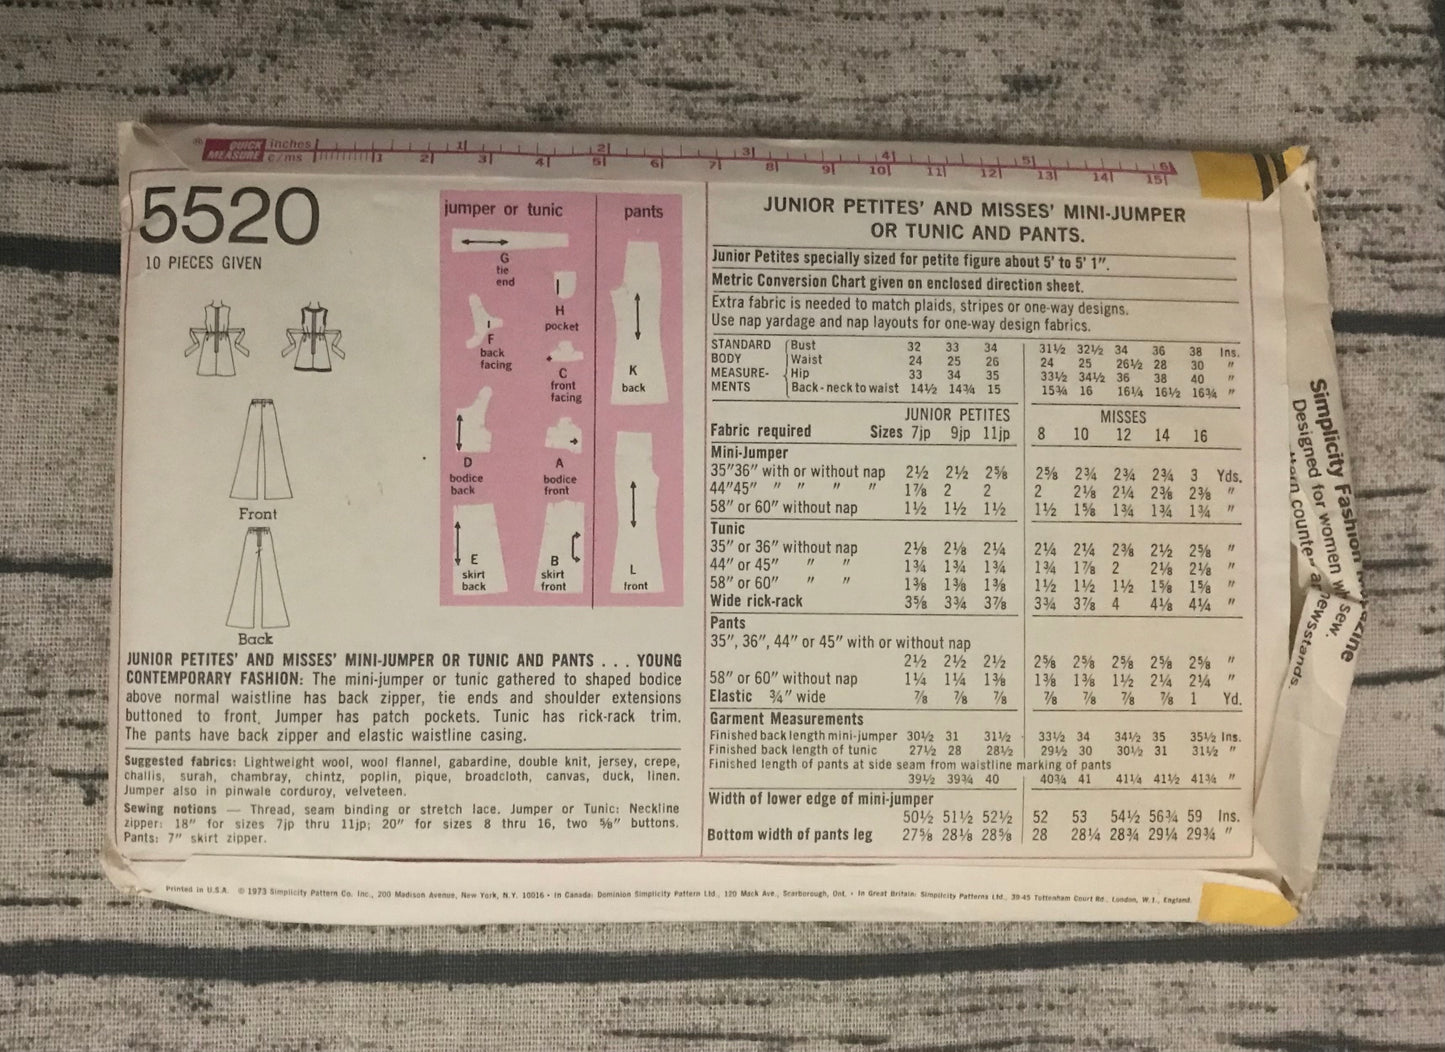 QUICK MEASURE inches 1 2 3 4 5 6
c/ms 1 2 3 4 5 6 7 8 9 10 11 12 13 14 15
5520
10 PIECES GIVEN
Front
Back
jumper or tunic
pants
G
tie
end
H
pocket
F
back
facing
C
front
facing
K
back
D
bodice
back
A
bodice
front
E
skirt
back
B
skirt
front
L
front
JUNIOR PETITES' AND MISSES' MINI-JUMPER OR TUNIC AND PANTS . . . YOUNG
CONTEMPORARY FASHION: The mini-jumper or tunic gathered to shaped bodice
above normal waistline has back zipper, tie ends and shoulder extensions
buttoned to front. Jumper has patch pockets. Tunic has rick-rack trim.
The pants have back zipper and elastic waistline casing.
Suggested fabrics: Lightweight wool, wool flannel, gabardine, double knit, jersey, crepe,
challis, surah, chambray, chintz, poplin, pique, broadcloth, canvas, duck, linen.
Jumper also in pinwale corduroy, velveteen.
Sewing notions — Thread, seam binding or stretch lace. Jumper or Tunic: Neckline
zipper: 18" for sizes 7jp thru 11jp; 20" for sizes 8 thru 16, two ⅝" buttons.
Pants: 7" skirt zipper.
JUNIOR PETITES' AND MISSES' MINI-JUMPER
OR TUNIC AND PANTS.
Junior Petites specially sized for petite figure about 5' to 5' 1".
Metric Conversion Chart given on enclosed direction sheet.
Extra fabric is needed to match plaids, stripes or one-way designs.
Use nap yardage and nap layouts for one-way design fabrics.
STANDARD Bust 32 33 34 31½ 32½ 34 36 38 Ins.
BODY Waist 24 25 26 24 25 26½ 28 30 "
MEASURE- Hip 33 34 35 33½ 34½ 36 38 40 "
MENTS Back-neck to waist 14½ 14¾ 15 15¾ 16 16¼ 16½ 16¾ "
JUNIOR PETITES MISSES
Fabric required Sizes 7jp 9jp 11jp 8 10 12 14 16
Mini-Jumper
35"36" with or without nap 2½ 2½ 2⅝ 2⅝ 2¾ 2¾ 2¾ 3 Yds.
44"45" " " " " 1⅞ 2 2 2 2⅛ 2¼ 2⅜ 2⅜ "
58" or 60" without nap 1½ 1½ 1½ 1½ 1⅝ 1¾ 1¾ 1¾ "
Tunic
35" or 36" without nap 2⅛ 2⅛ 2¼ 2¼ 2¼ 2⅜ 2½ 2⅝ "
44" or 45" " " 1¾ 1¾ 1¾ 1¾ 1⅞ 2 2⅛ 2⅛ "
58" or 60" " " 1⅜ 1⅜ 1⅜ 1½ 1½ 1½ 1⅝ 1⅝ "
Wide rick-rack 3⅝ 3¾ 3⅞ 3¾ 3⅞ 4 4⅛ 4¼ "
Pants
35", 36", 44" or 45" with or without nap
2½ 2½ 2½ 2⅝ 2⅝ 2⅝ 2⅝ 2⅝ "
58" or 60" without nap 1¼ 1¼ 1⅜ 1⅜ 1⅜ 1½ 2¼ 2¼ "
Elastic ¾" wide ⅞ ⅞ ⅞ ⅞ ⅞ ⅞ ⅞ 1 Yd.
Garment Measurements
Finished back length mini-jumper 30½ 31 31½ 33½ 34 34½ 35 35½ Ins.
Finished back length of tunic 27½ 28 28½ 29½ 30 30½ 31 31½ "
Finished length of pants at side seam from waistline marking of pants
39½ 39¾ 40 40¾ 41 41¼ 41½ 41¾ "
Width of lower edge of mini-jumper
50½ 51½ 52½ 52 53 54½ 56¾ 59 Ins.
Bottom width of pants leg 27⅝ 28⅛ 28⅝ 28 28¼ 28¾ 29¼ 29¾ "
Simplicity Fashion
Designed for women sew.
counter newsstands.
Printed in U.S.A. © 1973 Simplicity Pattern Co. Inc., 200 Madison Avenue, New York, N.Y. 10016 • In Canada: Dominion Simplicity Pattern Ltd., 120 Mack Ave., Scarborough, Ont. • In Great Britain: Simplicity Patterns Ltd., 39-45 Tottenham Court Rd., London, W.1., England.